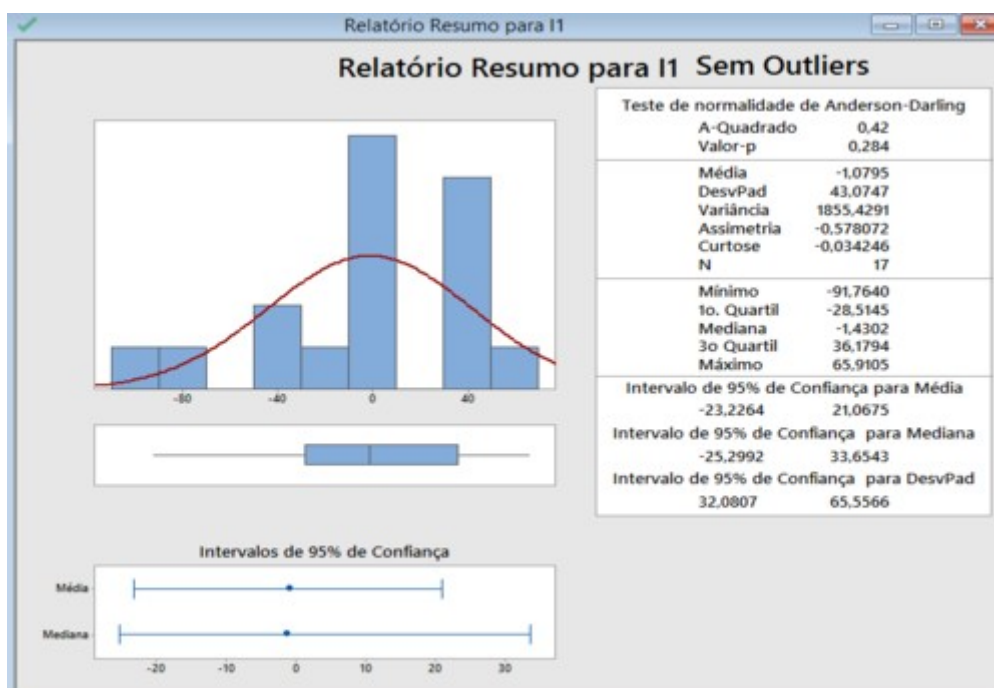 Relatório Resumo para I1
Relatório Resumo para I1 Sem Outliers
-80 -40 0 40
Intervalos de 95% de Confiança
Média
Mediana
-20 -10 0 10 20 30
Teste de normalidade de Anderson-Darling
A-Quadrado 0,42
Valor-p 0,284
Média -1,0795
DesvPad 43,0747
Variância 1855,4291
Assimetria -0,578072
Curtose -0,034246
N 17
Mínimo -91,7640
1o. Quartil -28,5145
Mediana -1,4302
3o Quartil 36,1794
Máximo 65,9105
Intervalo de 95% de Confiança para Média
-23,2264 21,0675
Intervalo de 95% de Confiança para Mediana
-25,2992 33,6543
Intervalo de 95% de Confiança para DesvPad
32,0807 65,5566